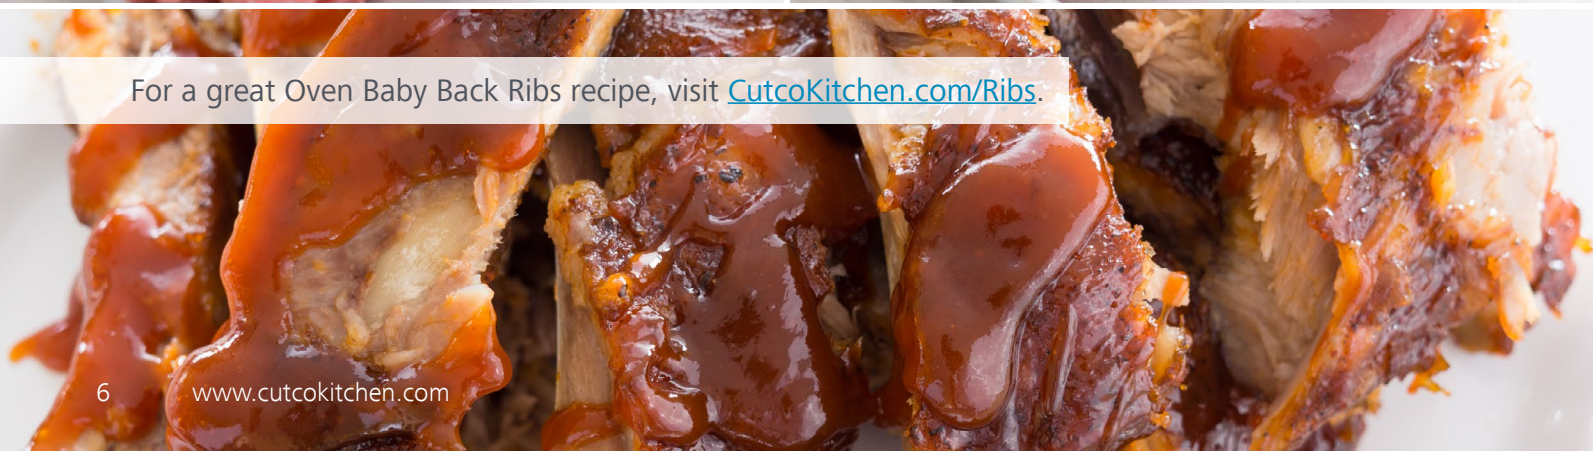 For a great Oven Baby Back Ribs recipe, visit CutcoKitchen.com/Ribs.
6 www.cutcokitchen.com